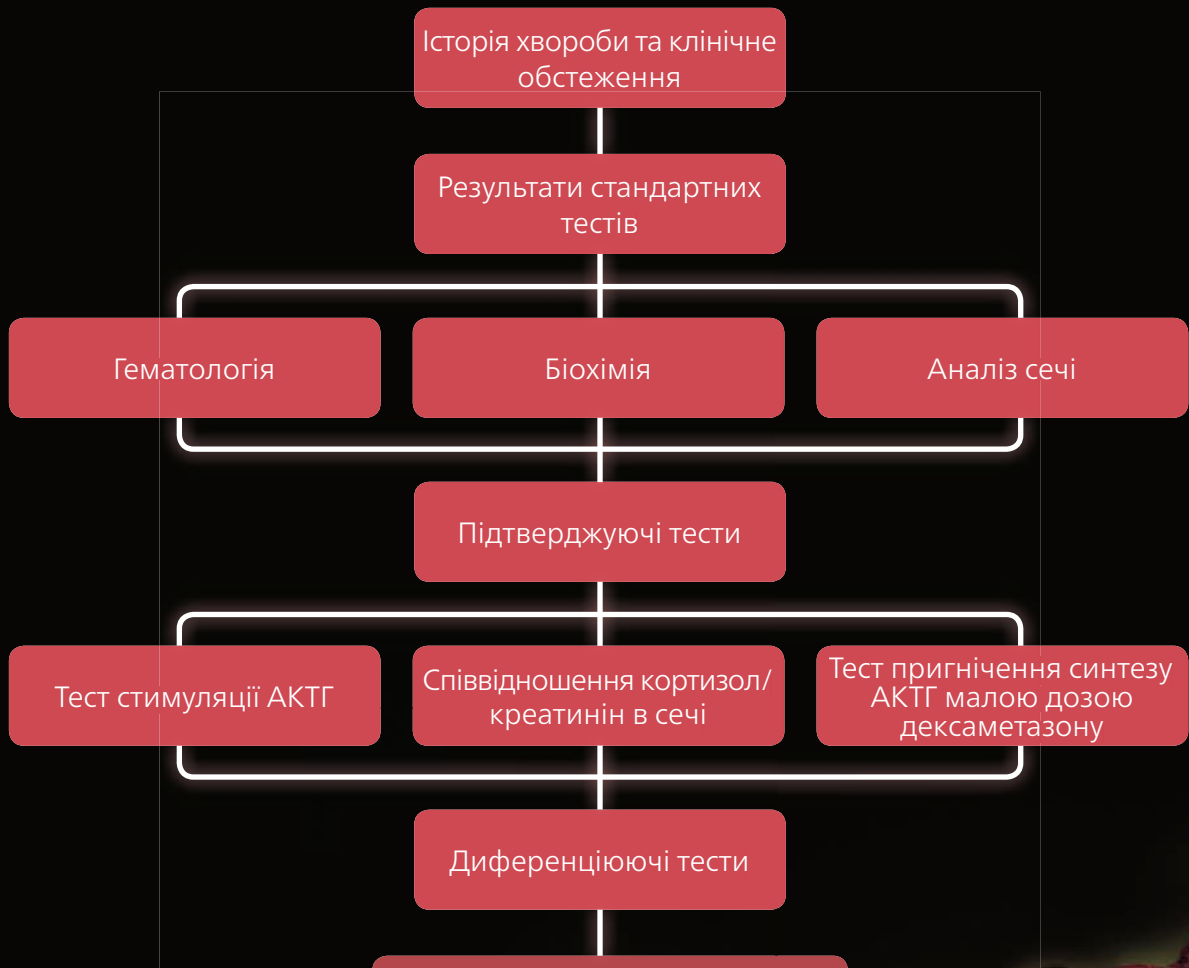 Історія хвороби та клінічне
обстеження
Результати стандартних
тестів
Гематологія
Біохімія
Аналіз сечі
Підтверджуючі тести
Тест стимуляції АКТГ
Співвідношення кортизол/
креатинін в сечі
Тест пригнічення синтезу
АКТГ малою дозою
дексаметазону
Диференціюючі тести